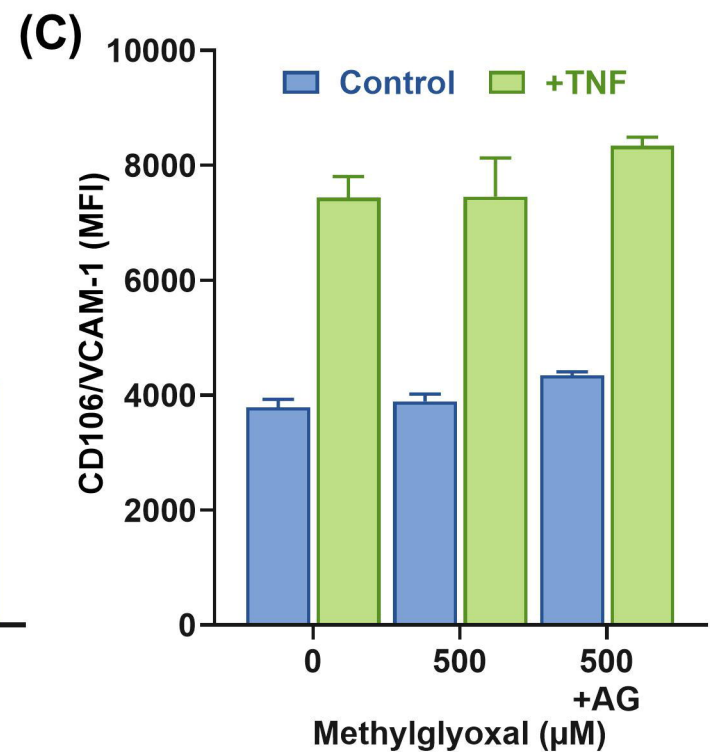 (C)
10000
Control +TNF
8000
6000
4000
2000
0
CD106/VCAM-1 (MFI)
0 500 500
+AG
Methylglyoxal (µM)